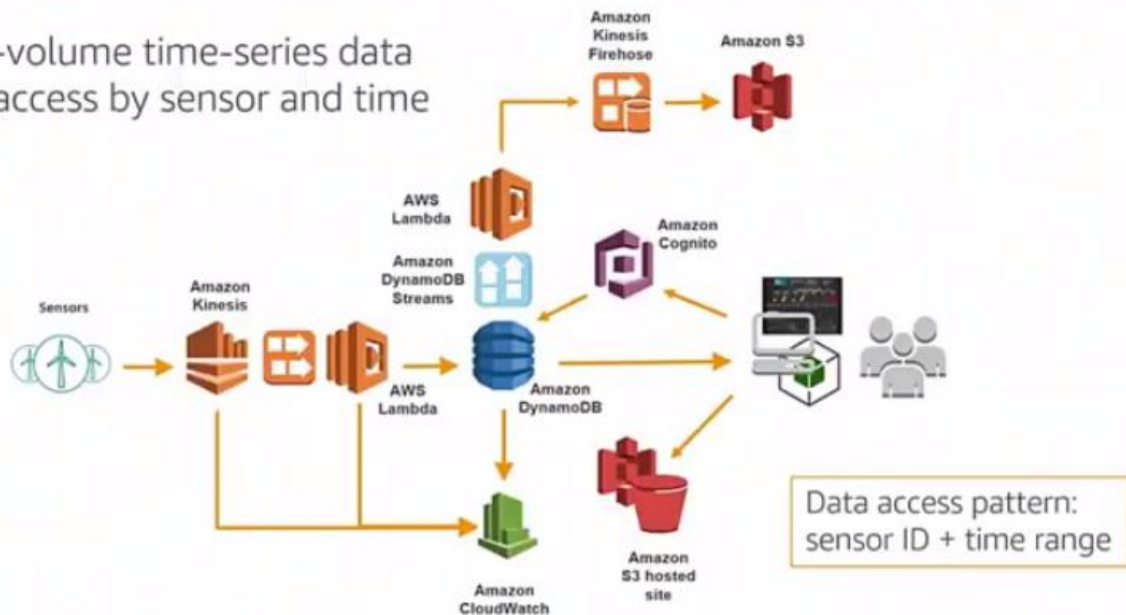 -volume time-series data
access by sensor and time
Amazon
Kinesis
Firehose
Amazon S3
AWS
Lambda
Amazon
Cognito
Amazon
DynamoDB
Streams
Sensors
Amazon
Kinesis
AWS
Lambda
Amazon
DynamoDB
Amazon
CloudWatch
Amazon
S3 hosted
site
Data access pattern:
sensor ID + time range